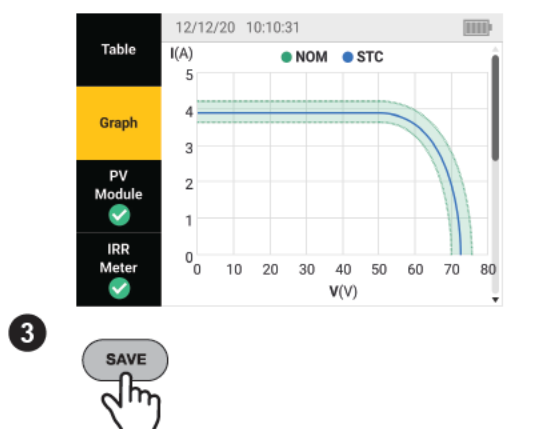 12/12/20 10:10:31
Table
Graph
PV
Module
IRR
Meter
I(A)
NOM STC
5
4
3
2
1
0
0 10 20 30 40 50 60 70 80
V(V)
3
SAVE